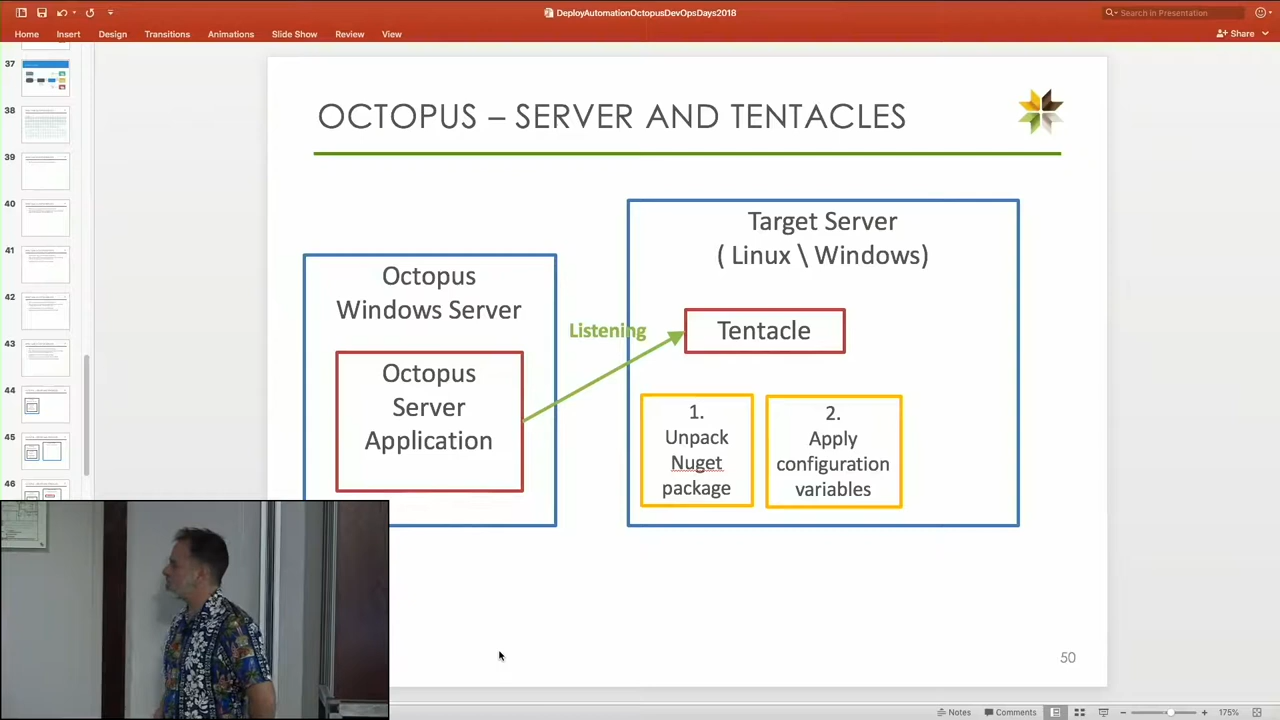 DeployAutomationOctopusDevOpsDays2018
Search in Presentation
Home
Insert
Design
Transitions
Animations
Slide Show
Review
View
Share
37
38
39
40
41
42
43
44
45
46
OCTOPUS – SERVER AND TENTACLES
Octopus
Windows Server
Octopus
Server
Application
Listening
Target Server
( Linux \ Windows)
Tentacle
1.
Unpack
Nuget
package
2.
Apply
configuration
variables
50
Notes
Comments
175%